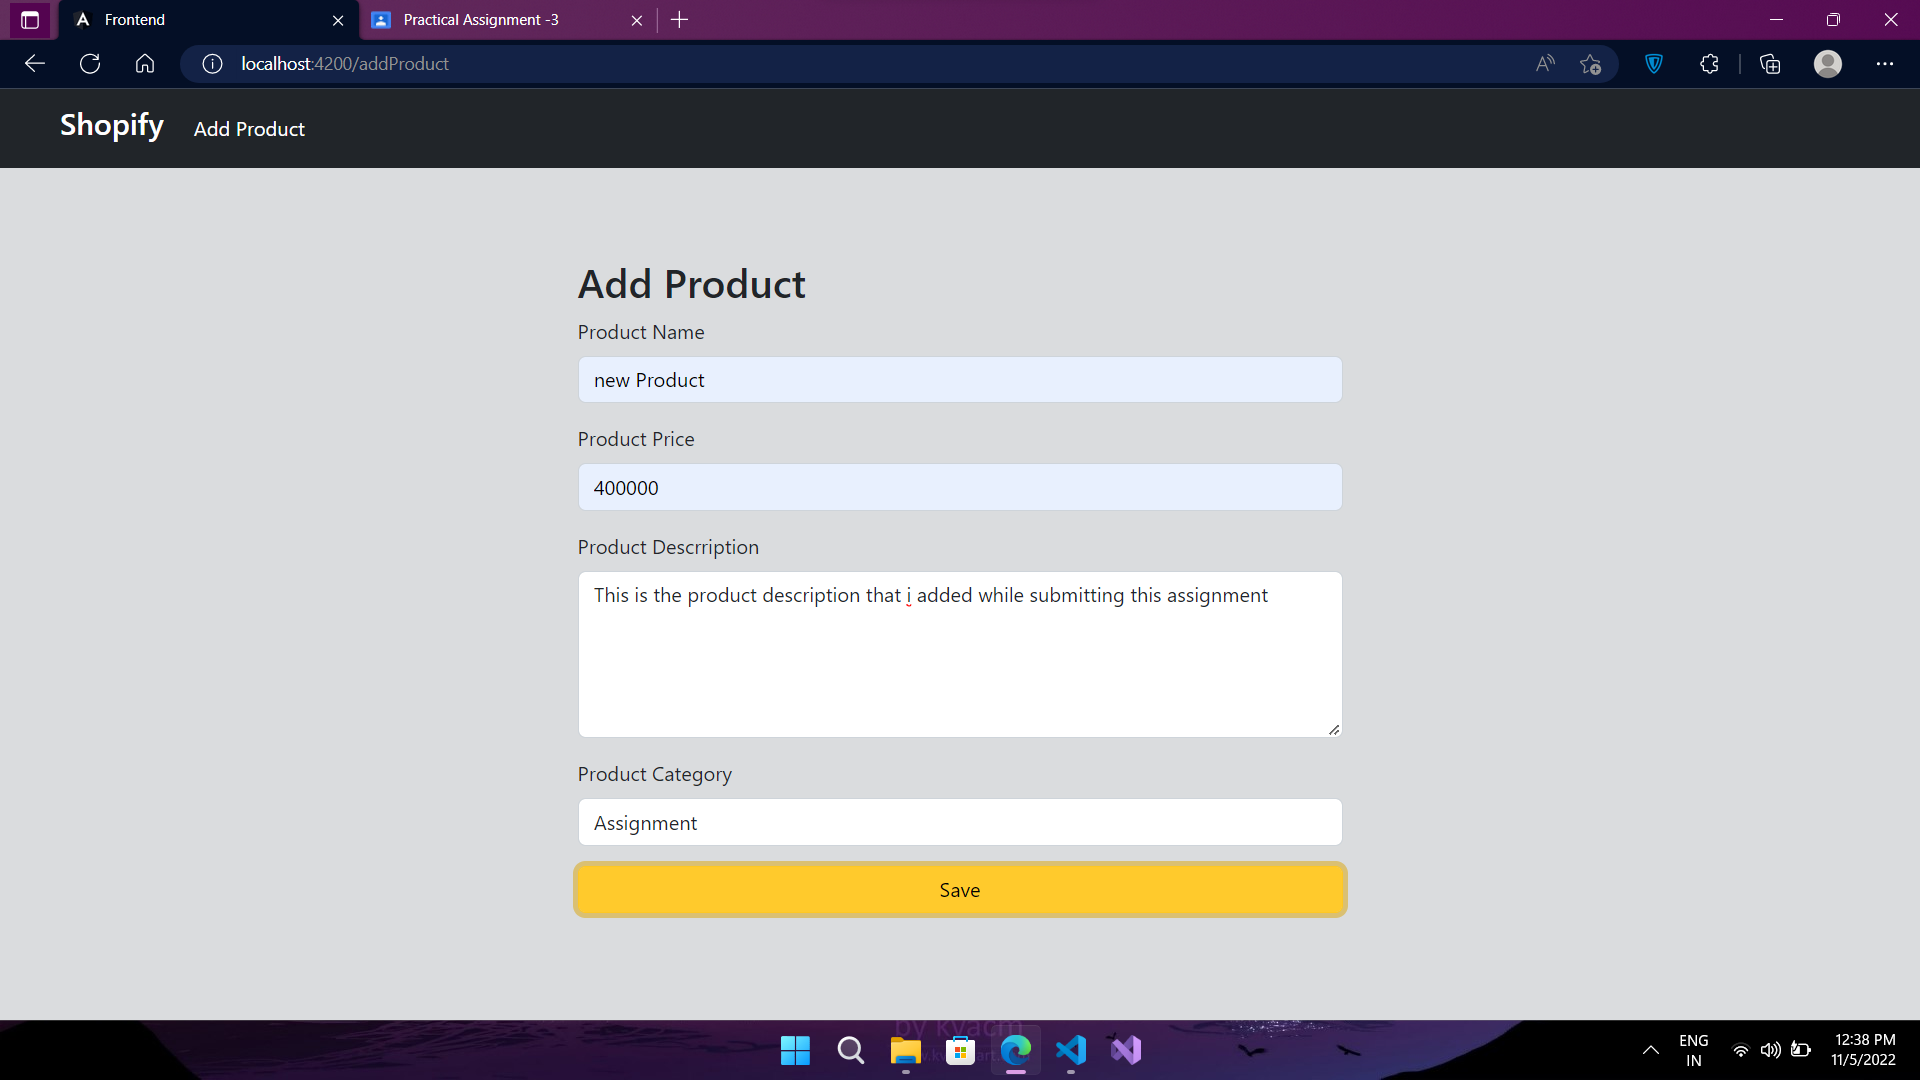 Frontend
Practical Assignment -3
localhost:4200/addProduct
Shopify Add Product
Add Product
Product Name
new Product
Product Price
400000
Product Descrription
This is the product description that i added while submitting this assignment
Product Category
Assignment
Save
by kvacm
ENG
IN
12:38 PM
11/5/2022